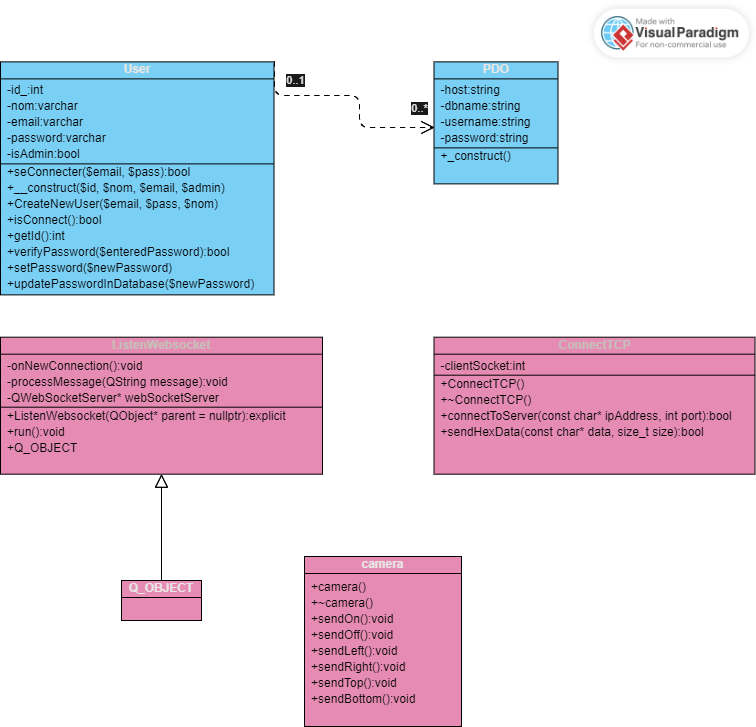 Made with
Visual Paradigm
For non-commercial use
User
-id_:int
-nom:varchar
-email:varchar
-password:varchar
-isAdmin:bool
+seConnecter($email, $pass):bool
+__construct($id, $nom, $email, $admin)
+CreateNewUser($email, $pass, $nom)
+isConnect():bool
+getId():int
+verifyPassword($enteredPassword):bool
+setPassword($newPassword)
+updatePasswordInDatabase($newPassword)
0..1
0..*
PDO
-host:string
-dbname:string
-username:string
-password:string
+_construct()
ListenWebsocket
-onNewConnection():void
-processMessage(QString message):void
-QWebSocketServer* webSocketServer
+ListenWebsocket(QObject* parent = nullptr):explicit
+run():void
+Q_OBJECT
ConnectTCP
-clientSocket:int
+ConnectTCP()
+~ConnectTCP()
+connectToServer(const char* ipAddress, int port):bool
+sendHexData(const char* data, size_t size):bool
Q_OBJECT
camera
+camera()
+~camera()
+sendOn():void
+sendOff():void
+sendLeft():void
+sendRight():void
+sendTop():void
+sendBottom():void